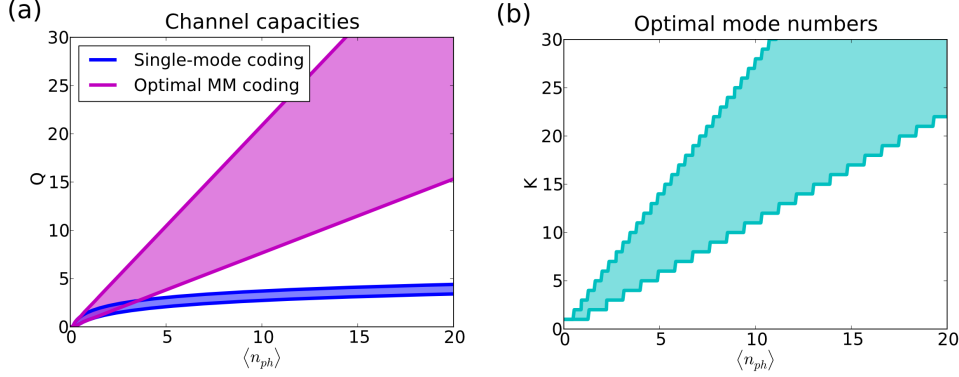 (a)
Channel capacities
Single-mode coding
Optimal MM coding
Q
30
25
20
15
10
5
0
0 5 10 15 20
⟨n_ph⟩
(b)
Optimal mode numbers
K
30
25
20
15
10
5
0
0 5 10 15 20
⟨n_ph⟩